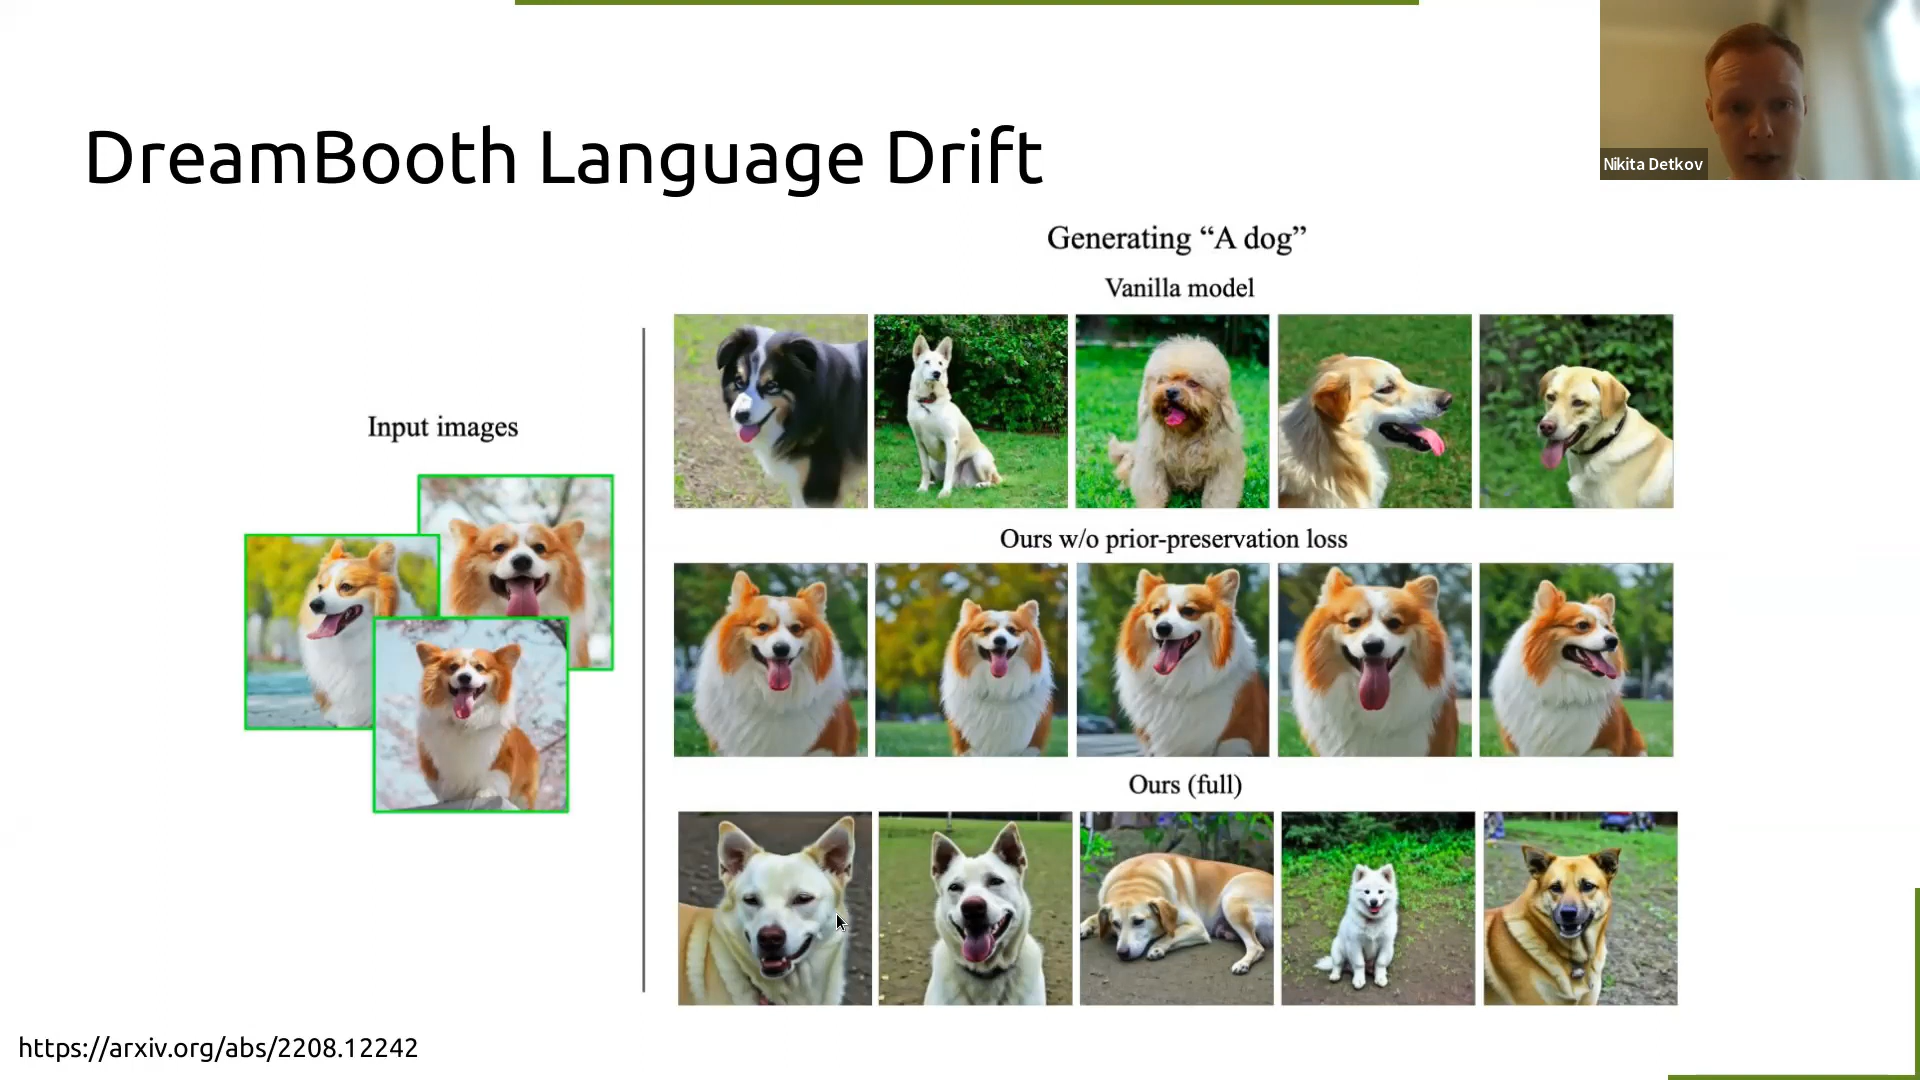 Nikita Detkov
DreamBooth Language Drift
Generating “A dog”
Vanilla model
Input images
Ours w/o prior-preservation loss
Ours (full)
https://arxiv.org/abs/2208.12242